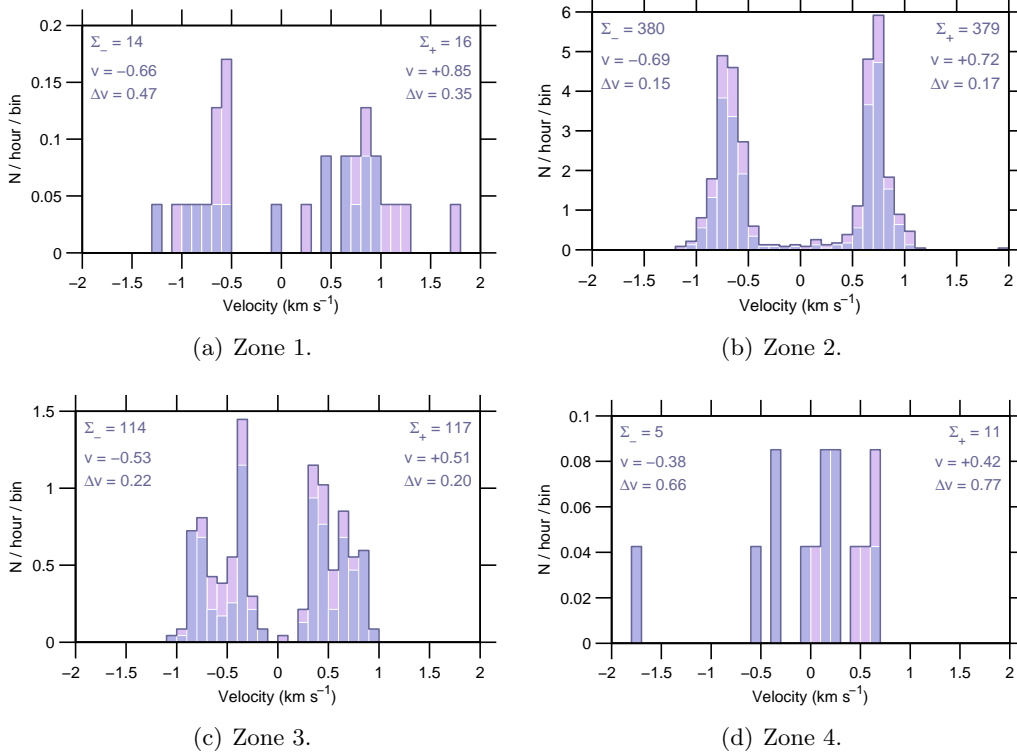 0.2
0.15
0.1
0.05
0
N / hour / bin
Σ− = 14
v = −0.66
Δv = 0.47
Σ+ = 16
v = +0.85
Δv = 0.35
−2 −1.5 −1 −0.5 0 0.5 1 1.5 2
Velocity (km s−1)
(a) Zone 1.
6
5
4
3
2
1
0
N / hour / bin
Σ− = 380
v = −0.69
Δv = 0.15
Σ+ = 379
v = +0.72
Δv = 0.17
−2 −1.5 −1 −0.5 0 0.5 1 1.5 2
Velocity (km s−1)
(b) Zone 2.
1.5
1
0.5
0
N / hour / bin
Σ− = 114
v = −0.53
Δv = 0.22
Σ+ = 117
v = +0.51
Δv = 0.20
−2 −1.5 −1 −0.5 0 0.5 1 1.5 2
Velocity (km s−1)
(c) Zone 3.
0.1
0.08
0.06
0.04
0.02
0
N / hour / bin
Σ− = 5
v = −0.38
Δv = 0.66
Σ+ = 11
v = +0.42
Δv = 0.77
−2 −1.5 −1 −0.5 0 0.5 1 1.5 2
Velocity (km s−1)
(d) Zone 4.